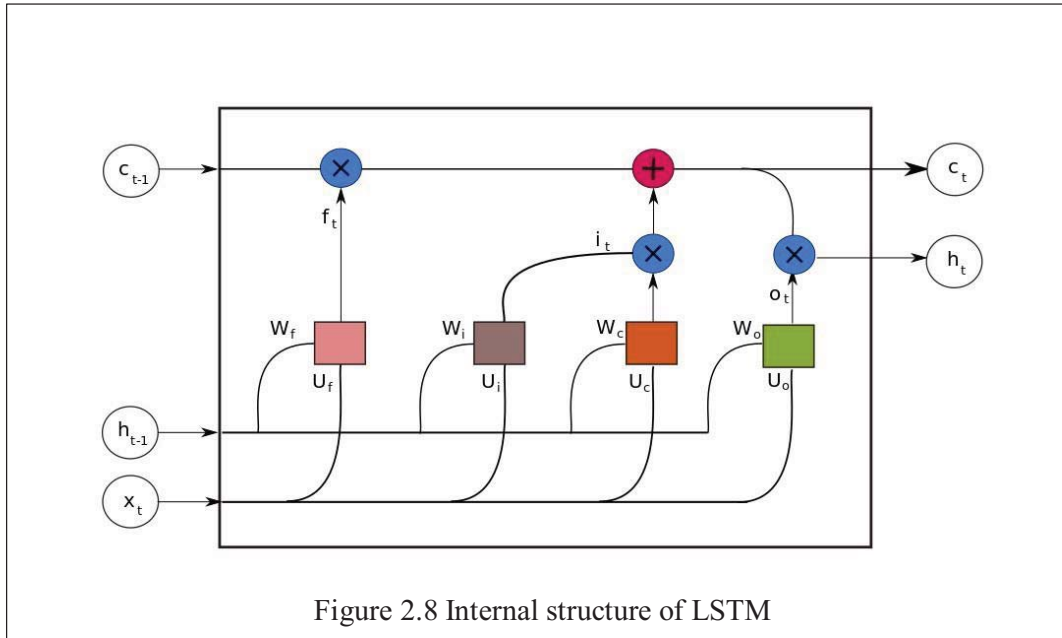 c t-1
×
+
c t
f t
i t
×
×
h t
o t
W f
W i
W c
W o
U f
U i
U c
U o
h t-1
x t
Figure 2.8 Internal structure of LSTM